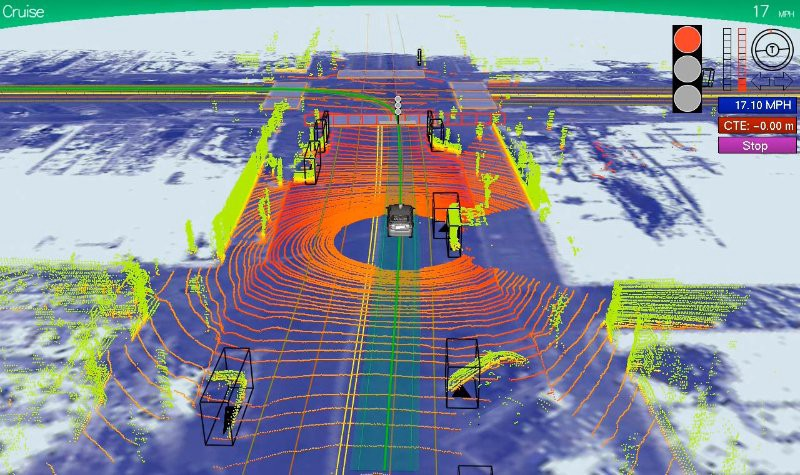 Cruise
17 MPH
T
17.10 MPH
CTE: −0.00 m
Stop